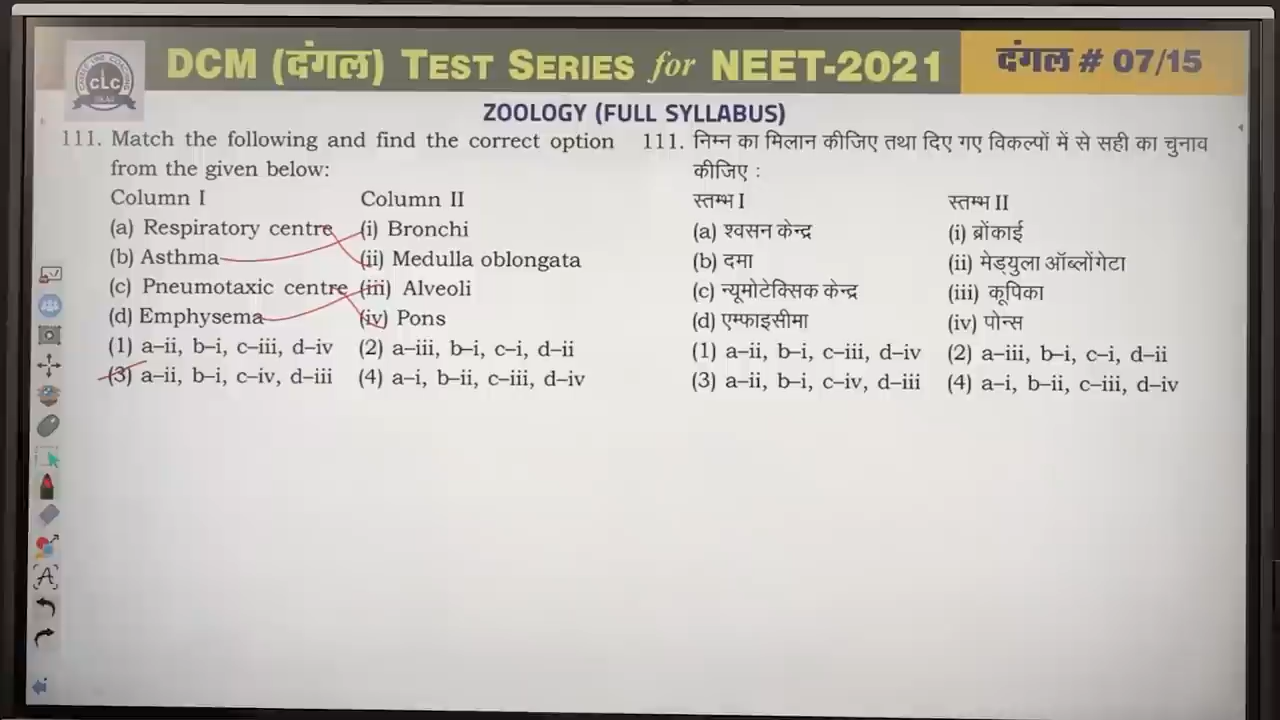 DCM (दंगल) TEST SERIES for NEET-2021
दंगल # 07/15
CLC
ZOOLOGY (FULL SYLLABUS)
111. Match the following and find the correct option
from the given below:
Column I Column II
(a) Respiratory centre (i) Bronchi
(b) Asthma (ii) Medulla oblongata
(c) Pneumotaxic centre (iii) Alveoli
(d) Emphysema (iv) Pons
(1) a–ii, b–i, c–iii, d–iv (2) a–iii, b–i, c–i, d–ii
(3) a–ii, b–i, c–iv, d–iii (4) a–i, b–ii, c–iii, d–iv
111. निम्न का मिलान कीजिए तथा दिए गए विकल्पों में से सही का चुनाव
कीजिए :
स्तम्भ I स्तम्भ II
(a) श्वसन केन्द्र (i) ब्रोंकाई
(b) दमा (ii) मेड्युला ऑब्लोंगेटा
(c) न्यूमोटेक्सिक केन्द्र (iii) कूपिका
(d) एम्फाइसीमा (iv) पोन्स
(1) a–ii, b–i, c–iii, d–iv (2) a–iii, b–i, c–i, d–ii
(3) a–ii, b–i, c–iv, d–iii (4) a–i, b–ii, c–iii, d–iv